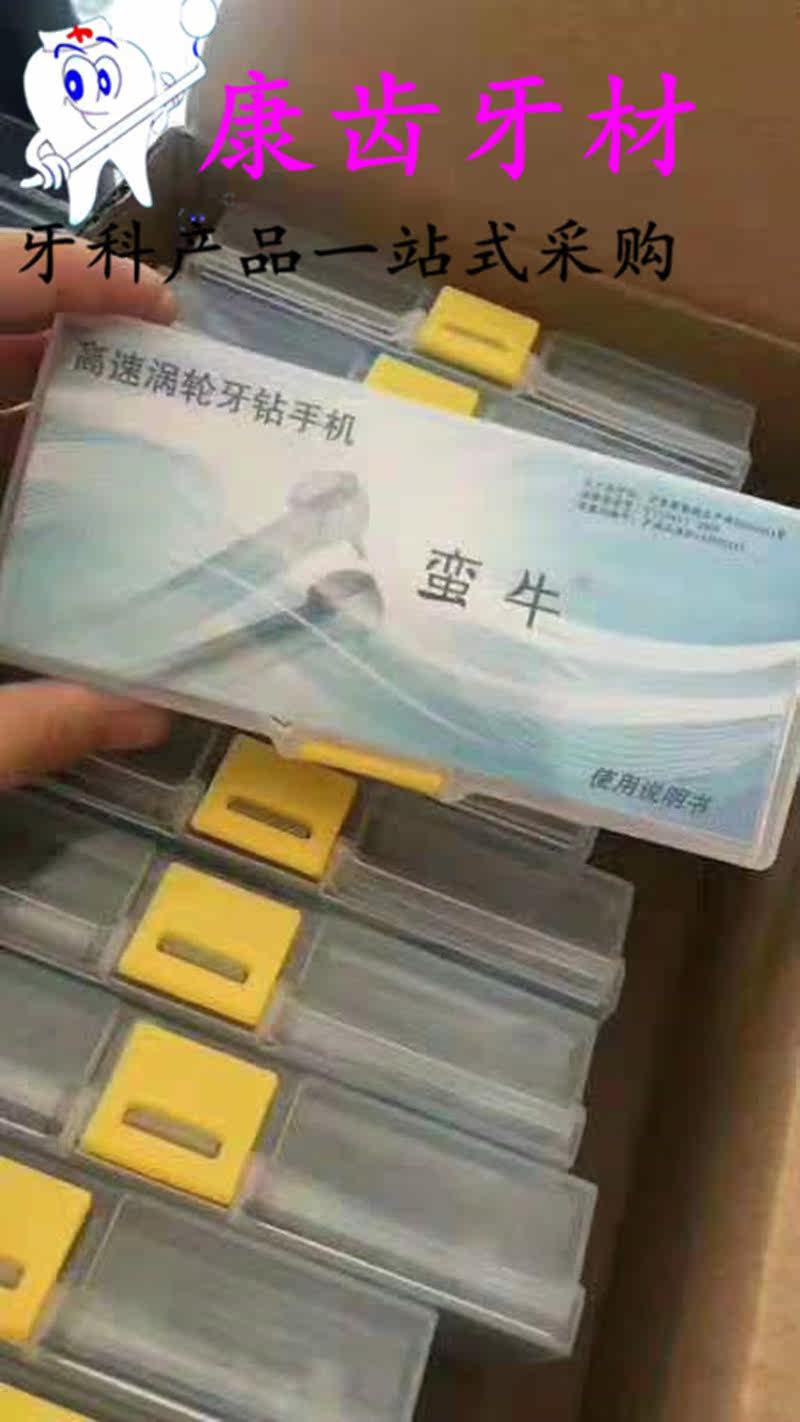 康齿牙材
牙科产品一站式采购
高速涡轮牙钻手机
蛮牛
使用说明书